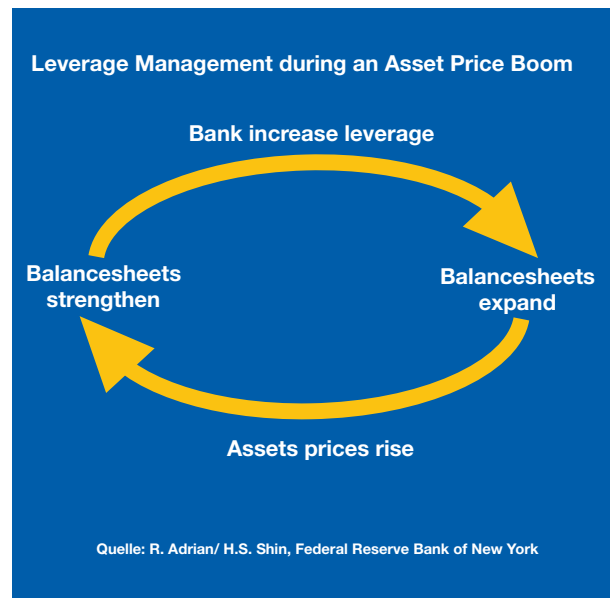 Leverage Management during an Asset Price Boom
Bank increase leverage
Balancesheets
strengthen
Balancesheets
expand
Assets prices rise
Quelle: R. Adrian/ H.S. Shin, Federal Reserve Bank of New York